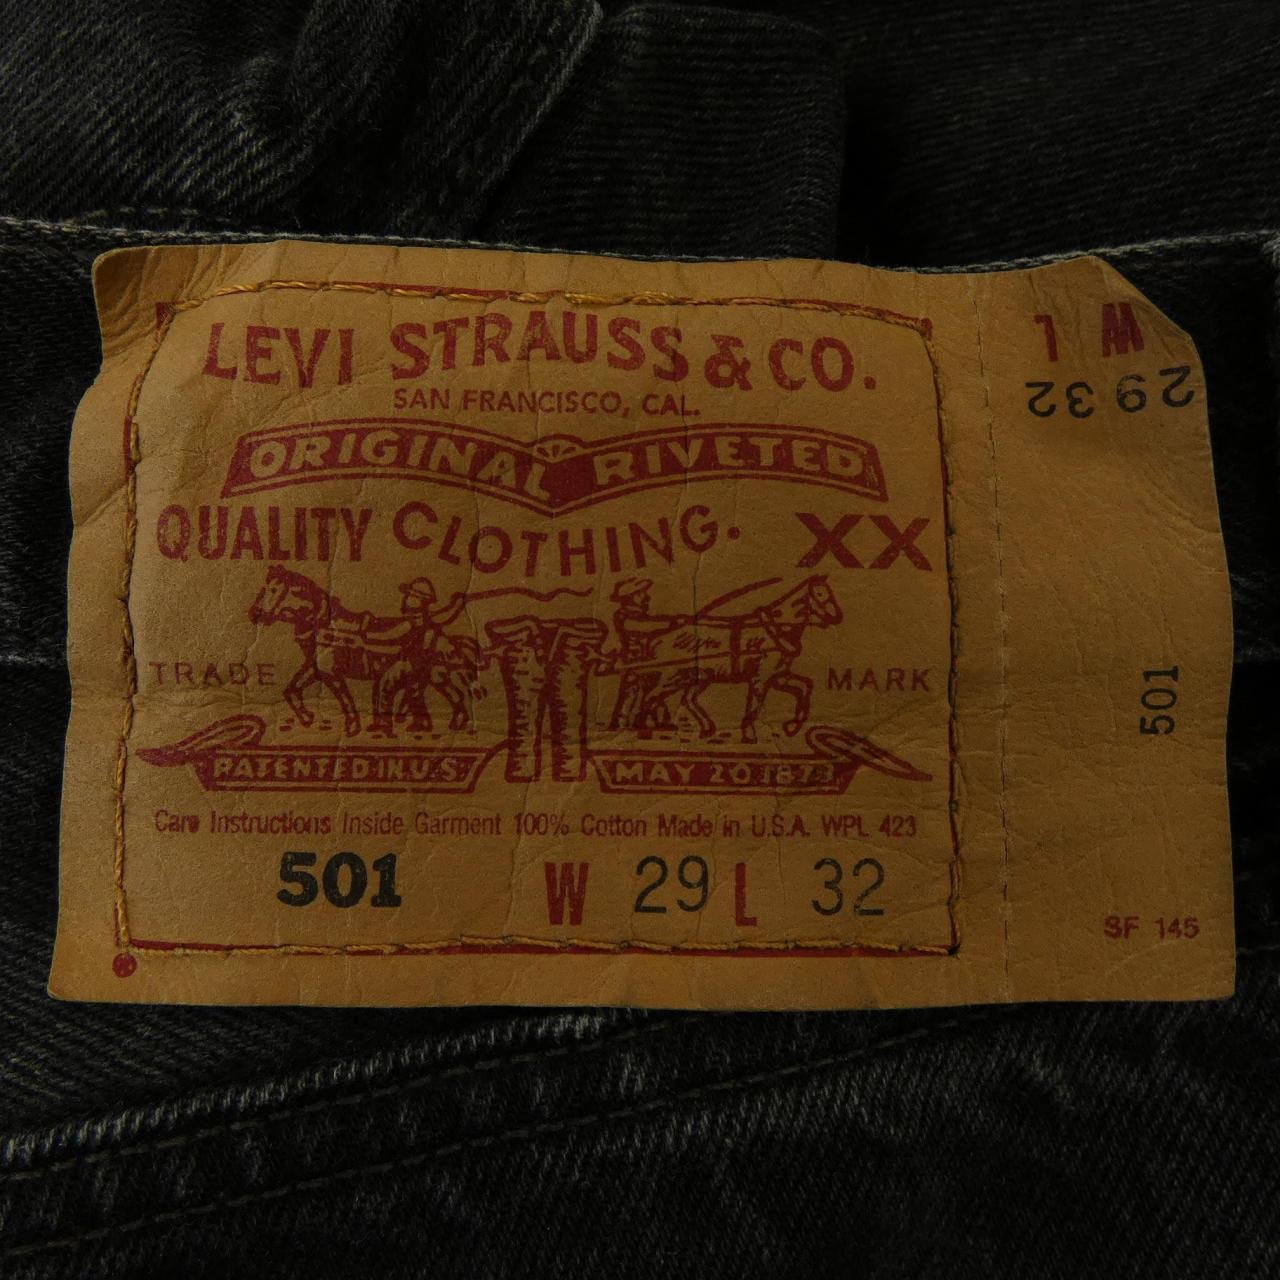 LEVI STRAUSS & CO.
SAN FRANCISCO, CAL.
ORIGINAL RIVETED
QUALITY CLOTHING. XX
TRADE MARK
PATENTED IN U.S. MAY 20 1873
Care Instructions Inside Garment 100% Cotton Made in U.S.A. WPL 423
501 W 29 L 32
W L
29 32
501
SF 145